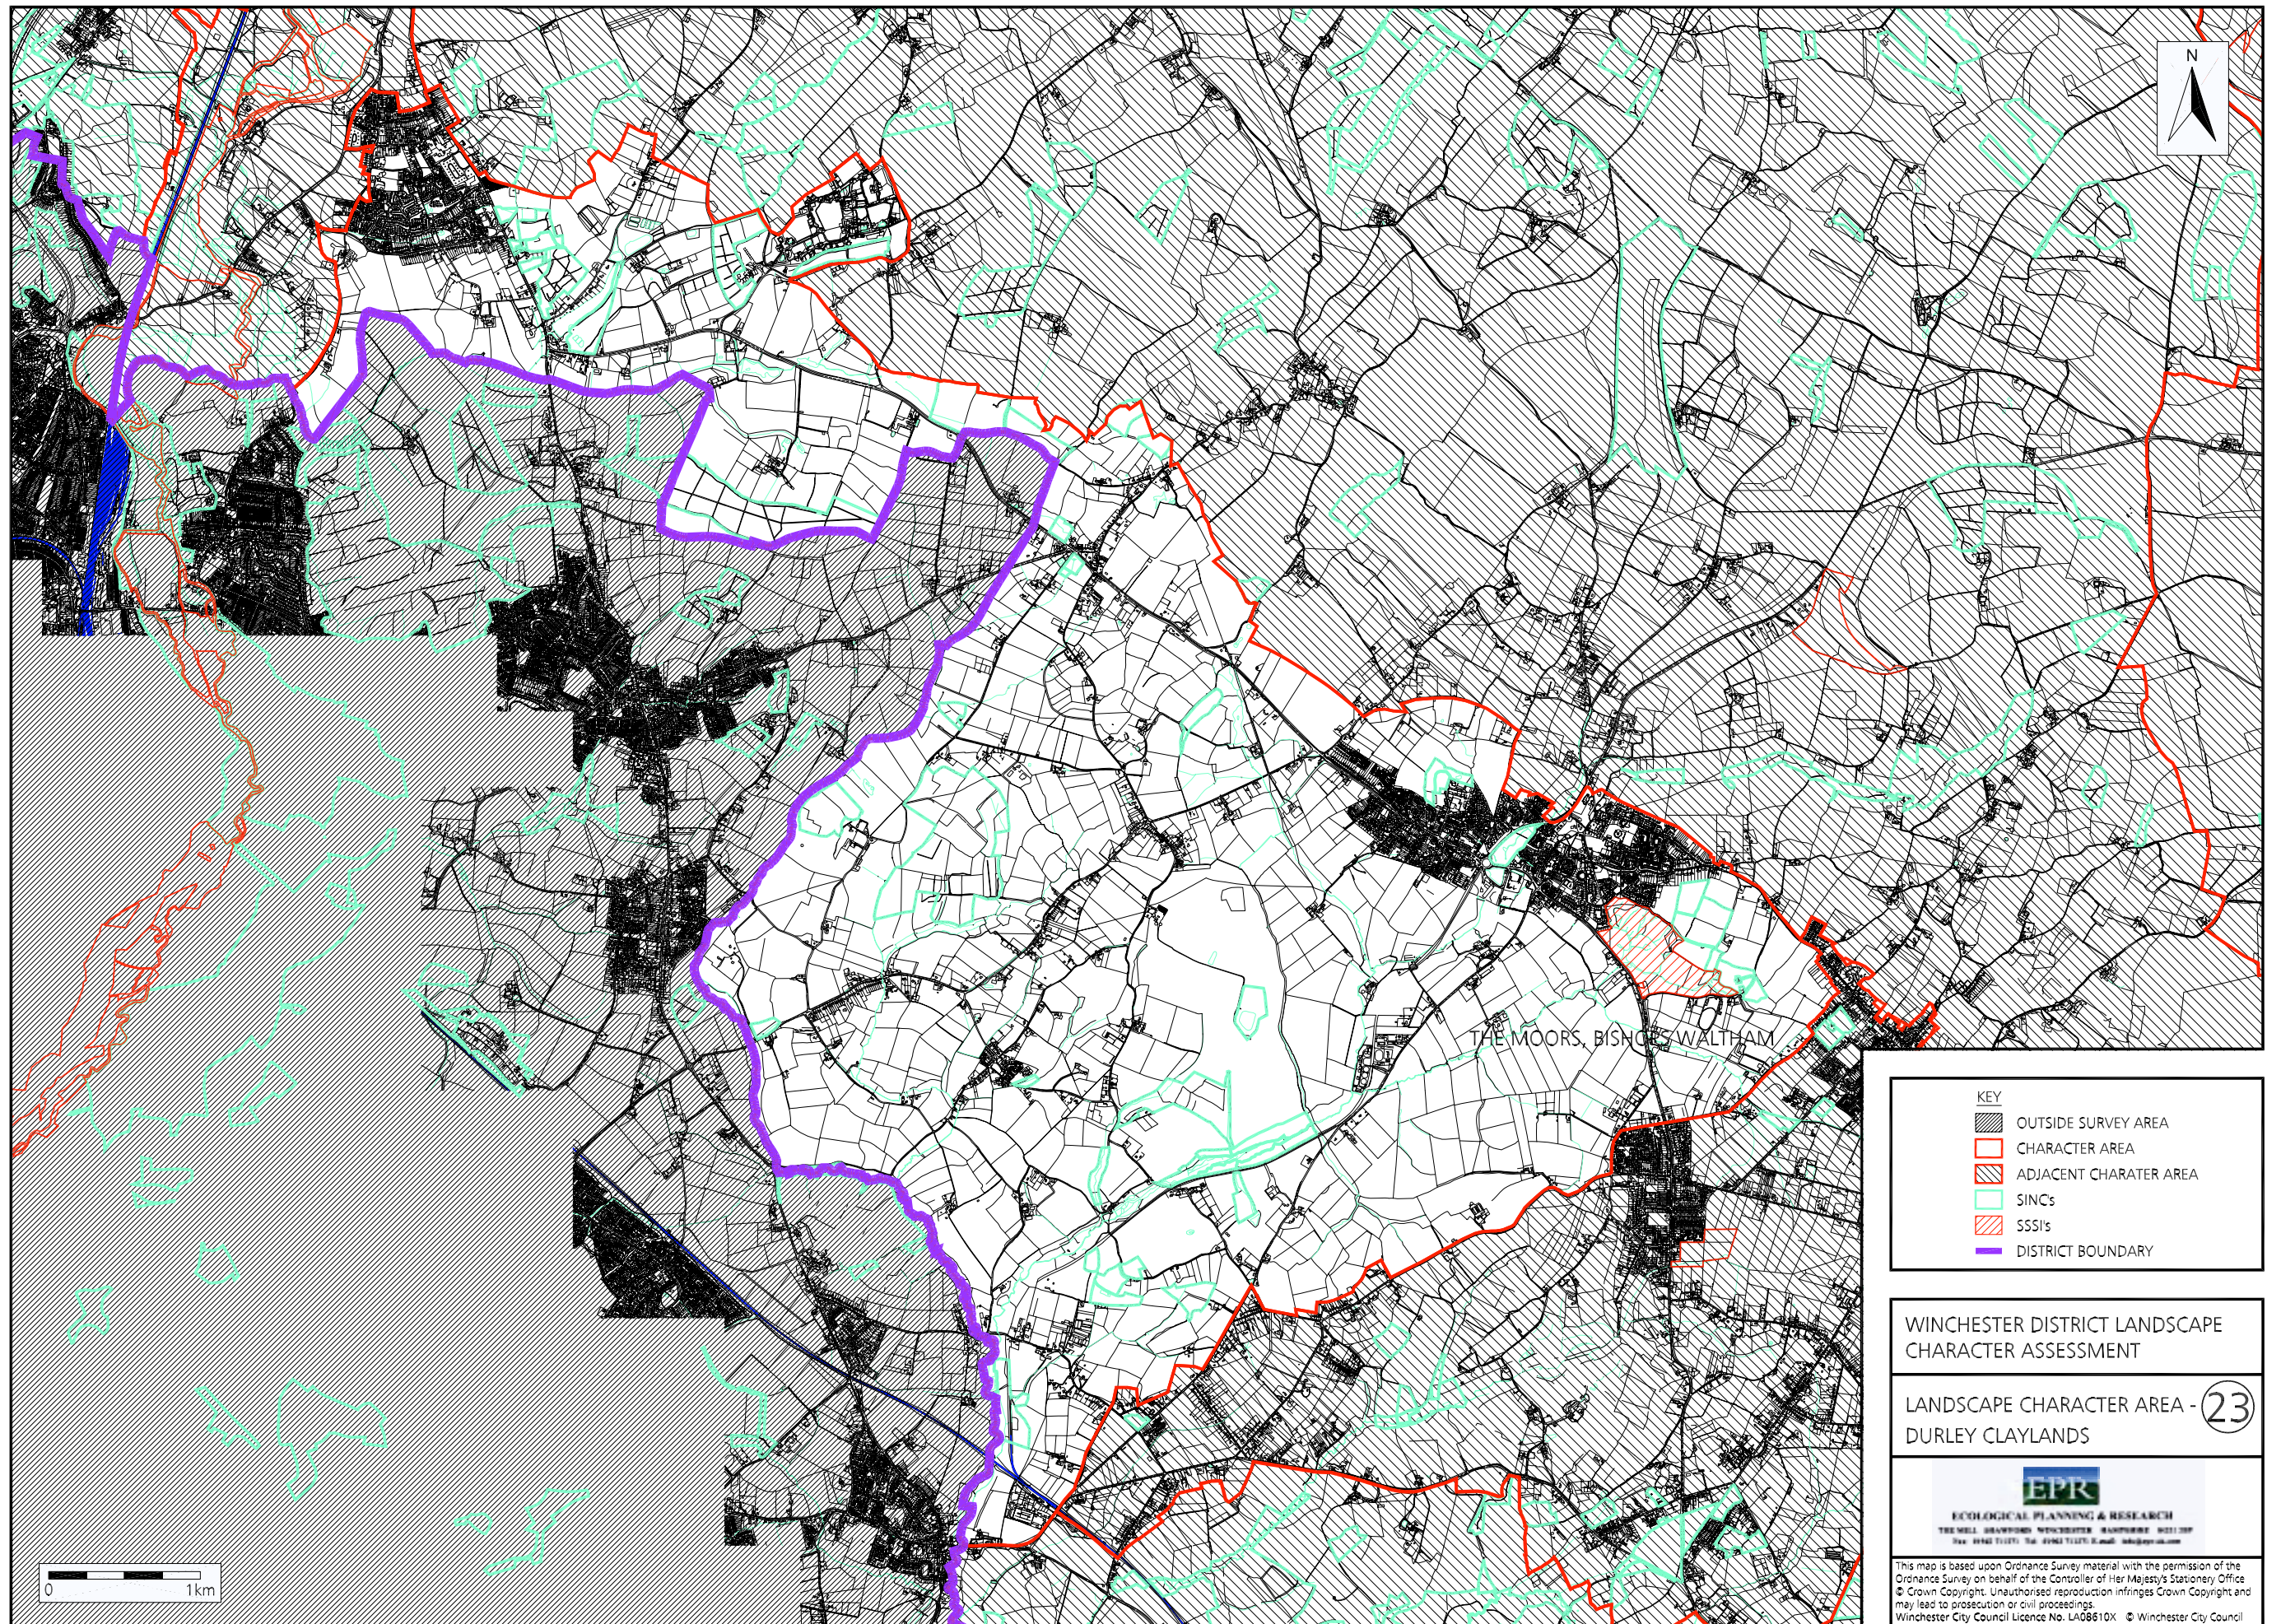 N
THE MOORS, BISHOPS WALTHAM
KEY
OUTSIDE SURVEY AREA
CHARACTER AREA
ADJACENT CHARATER AREA
SINC's
SSSI's
DISTRICT BOUNDARY
WINCHESTER DISTRICT LANDSCAPE
CHARACTER ASSESSMENT
LANDSCAPE CHARACTER AREA - 23
DURLEY CLAYLANDS
EPR
ECOLOGICAL PLANNING & RESEARCH
THE MILL WINCHESTER HAMPSHIRE
This map is based upon Ordnance Survey material with the permission of the
Ordnance Survey on behalf of the Controller of Her Majesty's Stationery Office
© Crown Copyright. Unauthorised reproduction infringes Crown Copyright and
may lead to prosecution or civil proceedings.
Winchester City Council Licence No. LA08610X © Winchester City Council
0 1km